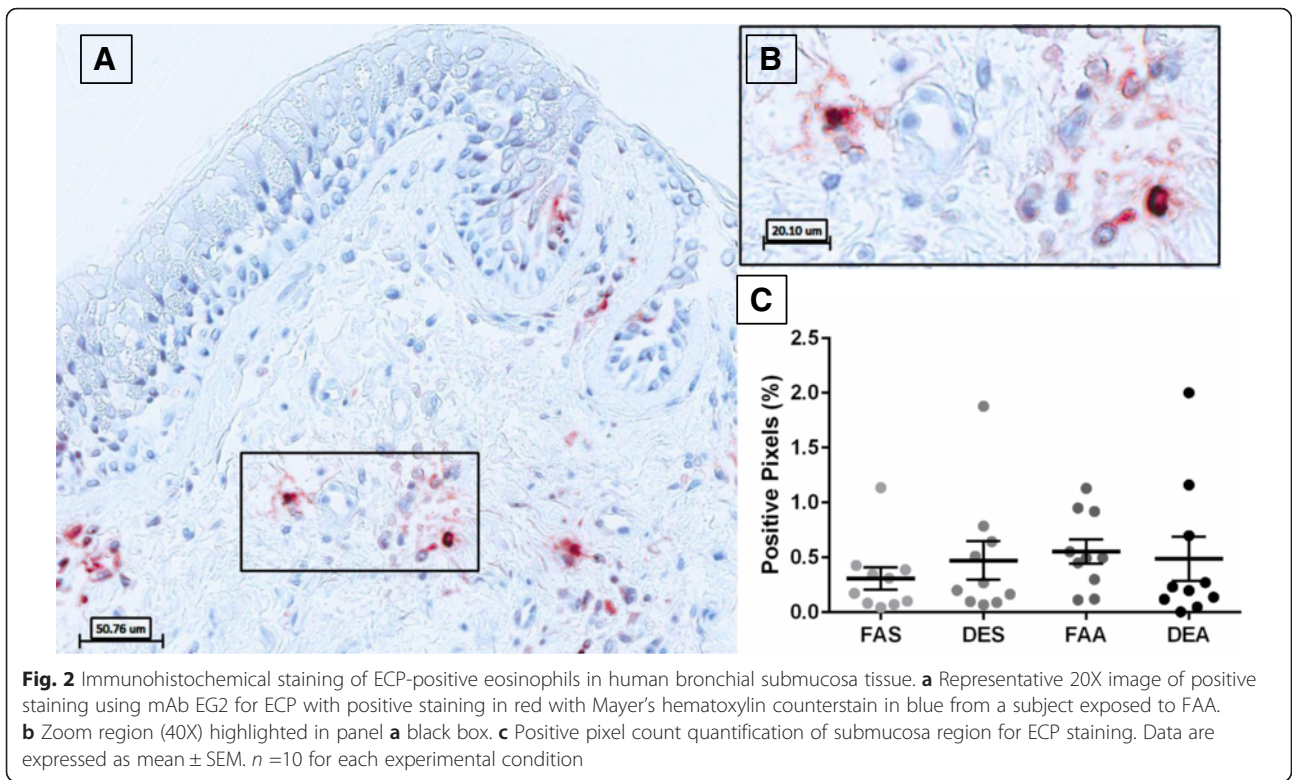 A
B
20.10 um
C
2.5
2.0
1.5
1.0
0.5
0.0
Positive Pixels (%)
FAS DES FAA DEA
50.76 um
Fig. 2 Immunohistochemical staining of ECP-positive eosinophils in human bronchial submucosa tissue. a Representative 20X image of positive
staining using mAb EG2 for ECP with positive staining in red with Mayer's hematoxylin counterstain in blue from a subject exposed to FAA.
b Zoom region (40X) highlighted in panel a black box. c Positive pixel count quantification of submucosa region for ECP staining. Data are
expressed as mean ± SEM. n =10 for each experimental condition